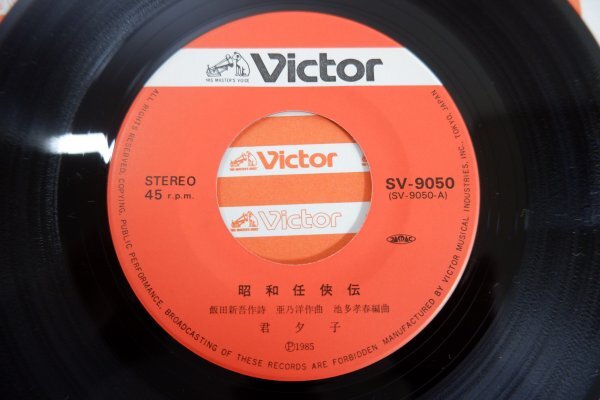 Victor
HIS MASTER'S VOICE
STEREO
45 r.p.m.
SV-9050
(SV-9050-A)
JASRAC
Victor
Victor
昭和任侠伝
飯田新吾作詩 亜乃洋作曲 池多孝春編曲
君夕子
Ⓟ1985
ALL RIGHTS RESERVED. COPYING, PUBLIC PERFORMANCE, BROADCASTING OF THESE RECORDS ARE FORBIDDEN MANUFACTURED BY VICTOR MUSICAL INDUSTRIES, INC., TOKYO, JAPAN